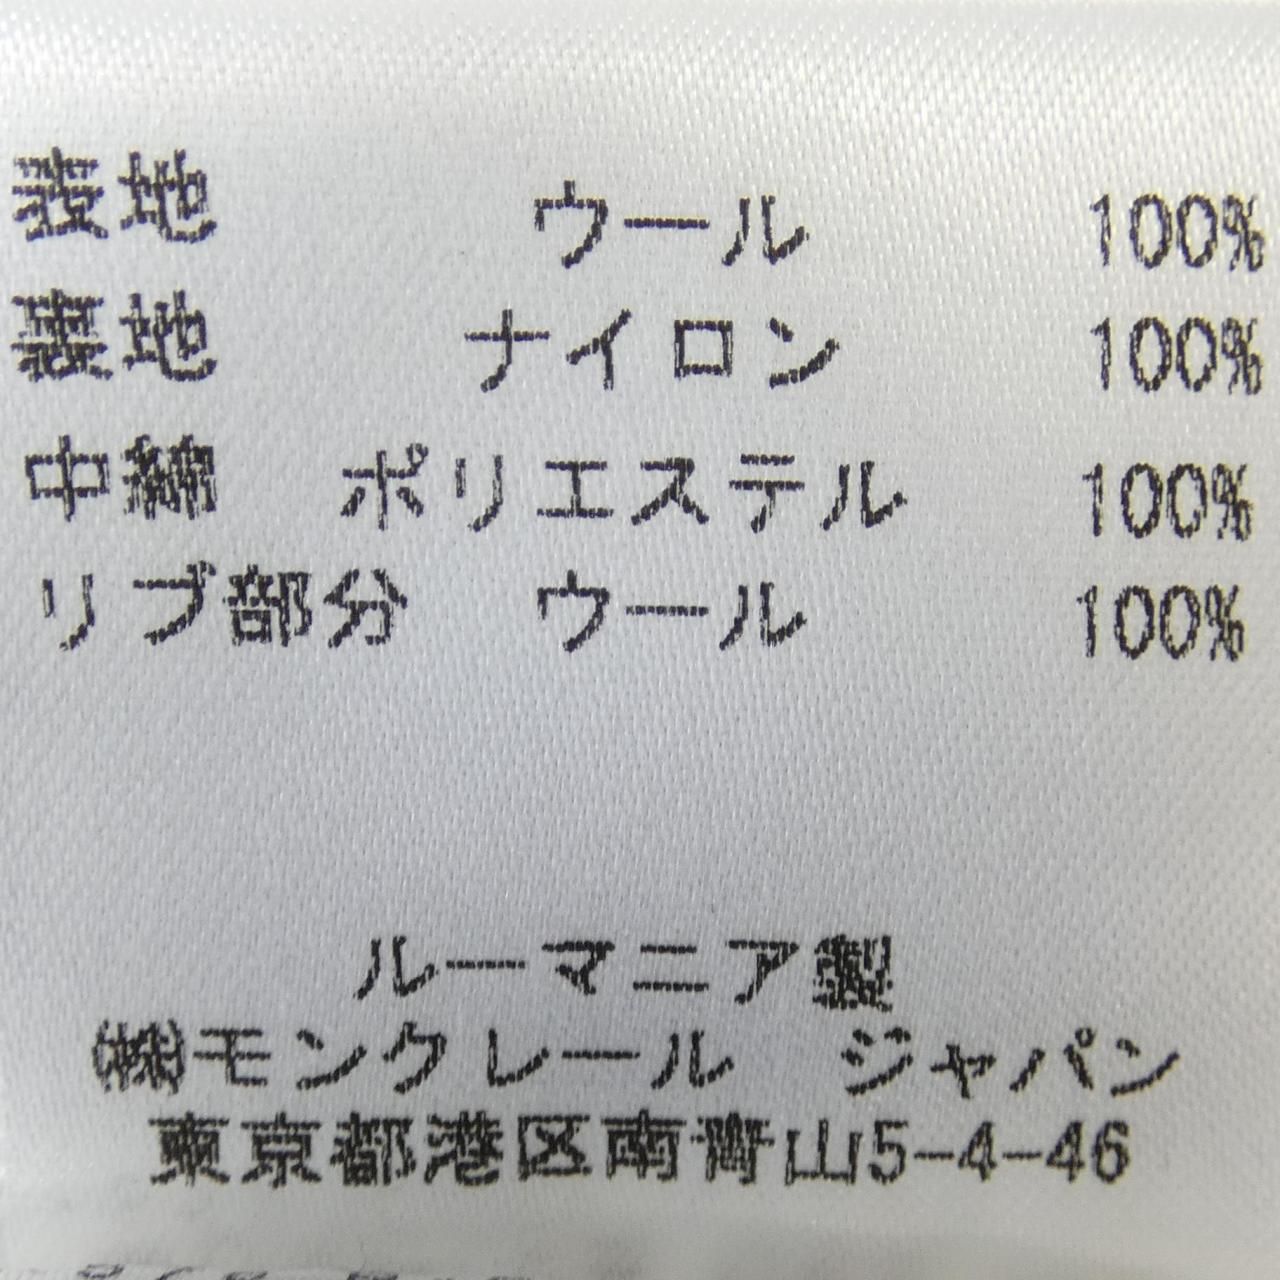 表地 ウール 100%
裏地 ナイロン 100%
中綿 ポリエステル 100%
リブ部分 ウール 100%
ルーマニア製
㈱モンクレール ジャパン
東京都港区南青山5-4-46